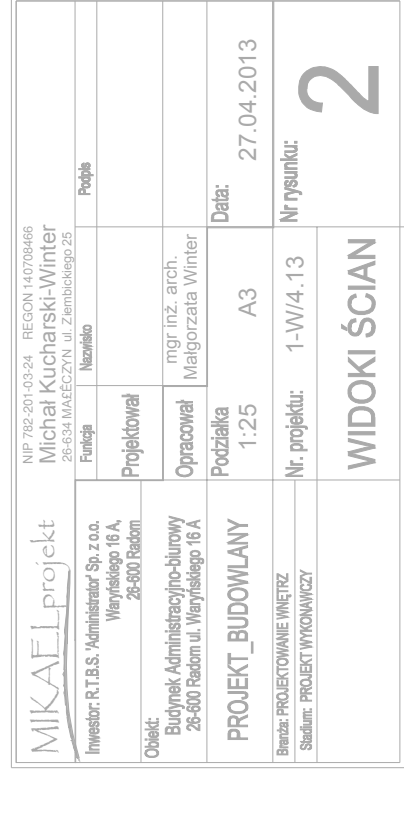 MIKAEL projekt
NIP 782-201-03-24 REGON 140708466
Michał Kucharski-Winter
26-634 MA£ÊCZYN ul. Ziembickiego 25
Inwestor: R.T.B.S. 'Administrator' Sp. z o.o.
Waryńskiego 16 A,
26-600 Radom
Funkcja Nazwisko Podpis
Projektował
Obiekt:
Budynek Administracyjno-biurowy
26-600 Radom ul. Waryńskiego 16 A
Opracował
mgr inż. arch.
Małgorzata Winter
PROJEKT_BUDOWLANY
Podziałka
1:25 A3
Data:
27.04.2013
Branża: PROJEKTOWANIE WNĘTRZ
Stadium: PROJEKT WYKONAWCZY
Nr. projektu: 1-W/4.13
Nr rysunku:
2
WIDOKI ŚCIAN